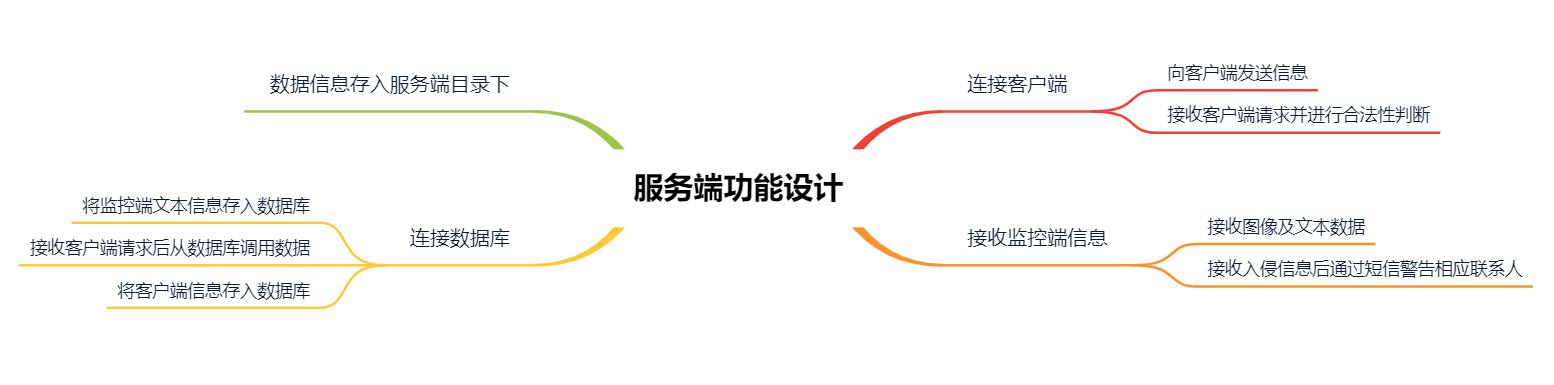 服务端功能设计
连接客户端
向客户端发送信息
接收客户端请求并进行合法性判断
接收监控端信息
接收图像及文本数据
接收入侵信息后通过短信警告相应联系人
连接数据库
将监控端文本信息存入数据库
接收客户端请求后从数据库调用数据
将客户端信息存入数据库
数据信息存入服务端目录下